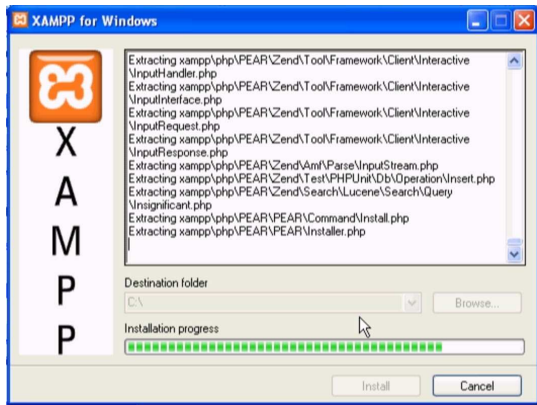 XAMPP for Windows
Extracting xampp\php\PEAR\Zend\Tool\Framework\Client\Interactive
\InputHandler.php
Extracting xampp\php\PEAR\Zend\Tool\Framework\Client\Interactive
\InputInterface.php
Extracting xampp\php\PEAR\Zend\Tool\Framework\Client\Interactive
\InputRequest.php
Extracting xampp\php\PEAR\Zend\Tool\Framework\Client\Interactive
\InputResponse.php
Extracting xampp\php\PEAR\Zend\Amf\Parse\InputStream.php
Extracting xampp\php\PEAR\Zend\Test\PHPUnit\Db\Operation\Insert.php
Extracting xampp\php\PEAR\Zend\Search\Lucene\Search\Query
\Insignificant.php
Extracting xampp\php\PEAR\PEAR\Command\Install.php
Extracting xampp\php\PEAR\PEAR\Installer.php
X
A
M
P
P
Destination folder
C:\
Browse...
Installation progress
Install
Cancel